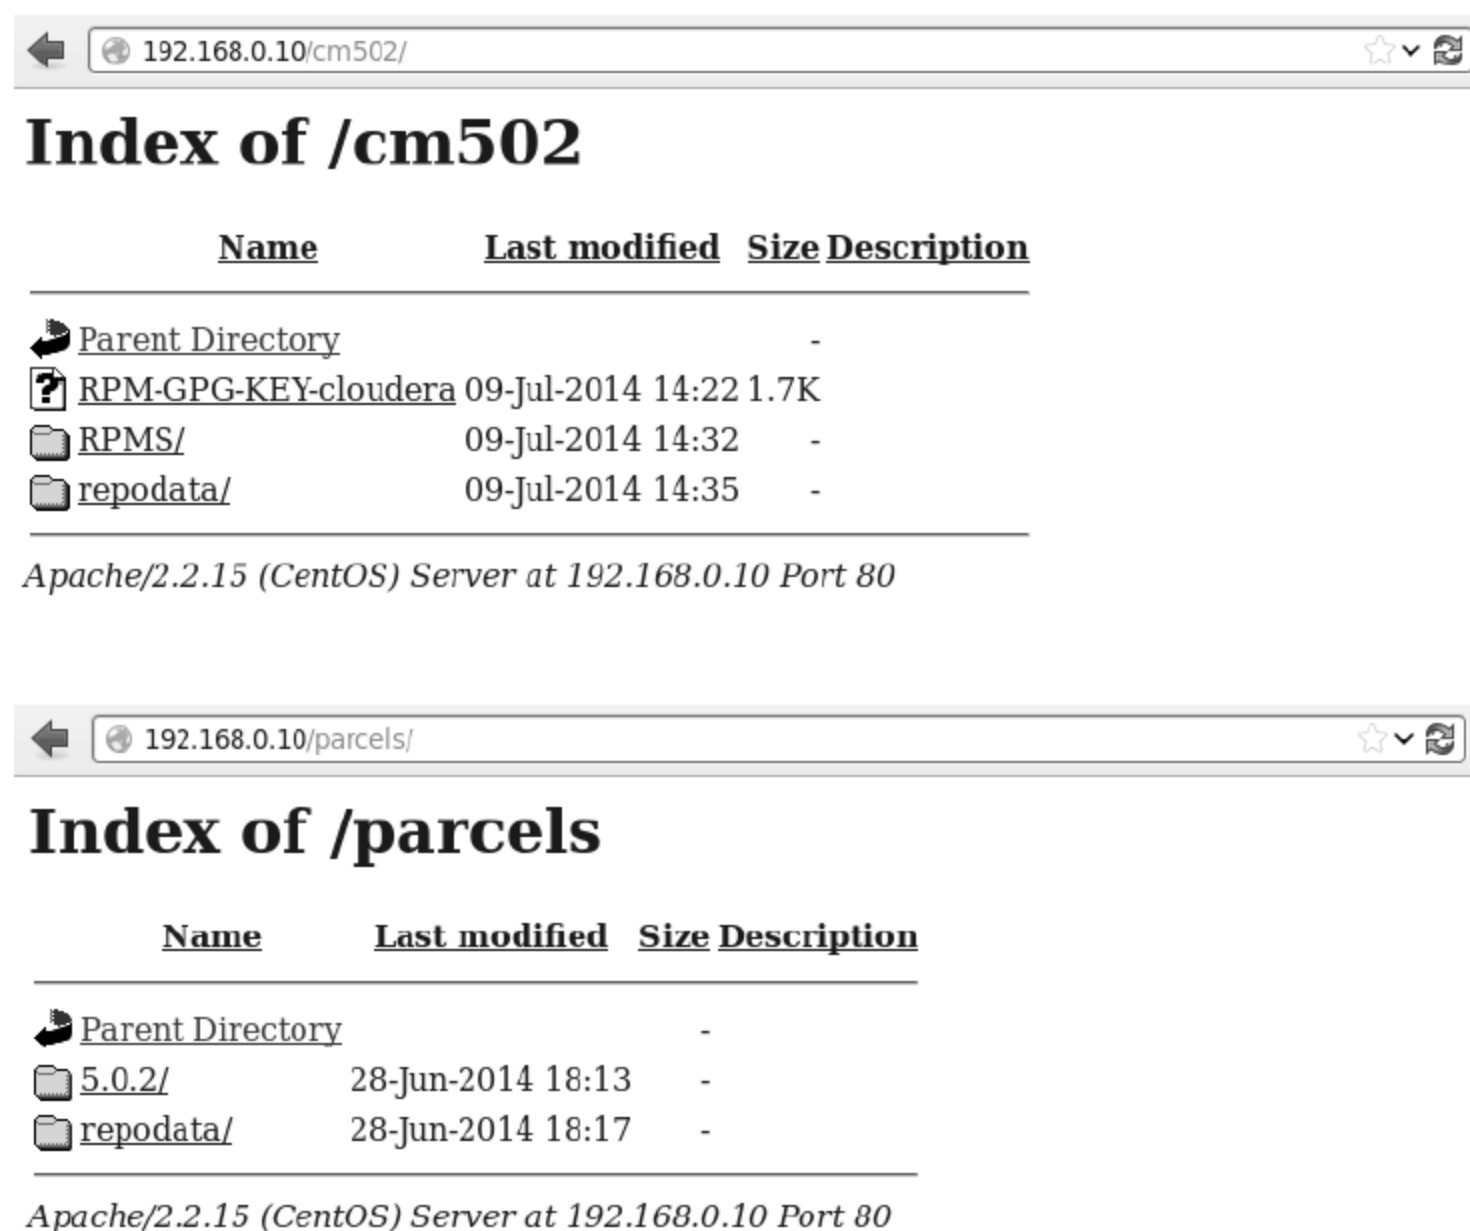 192.168.0.10/cm502/
Index of /cm502
Name Last modified Size Description
Parent Directory -
RPM-GPG-KEY-cloudera 09-Jul-2014 14:22 1.7K
RPMS/ 09-Jul-2014 14:32 -
repodata/ 09-Jul-2014 14:35 -
Apache/2.2.15 (CentOS) Server at 192.168.0.10 Port 80
192.168.0.10/parcels/
Index of /parcels
Name Last modified Size Description
Parent Directory -
5.0.2/ 28-Jun-2014 18:13 -
repodata/ 28-Jun-2014 18:17 -
Apache/2.2.15 (CentOS) Server at 192.168.0.10 Port 80